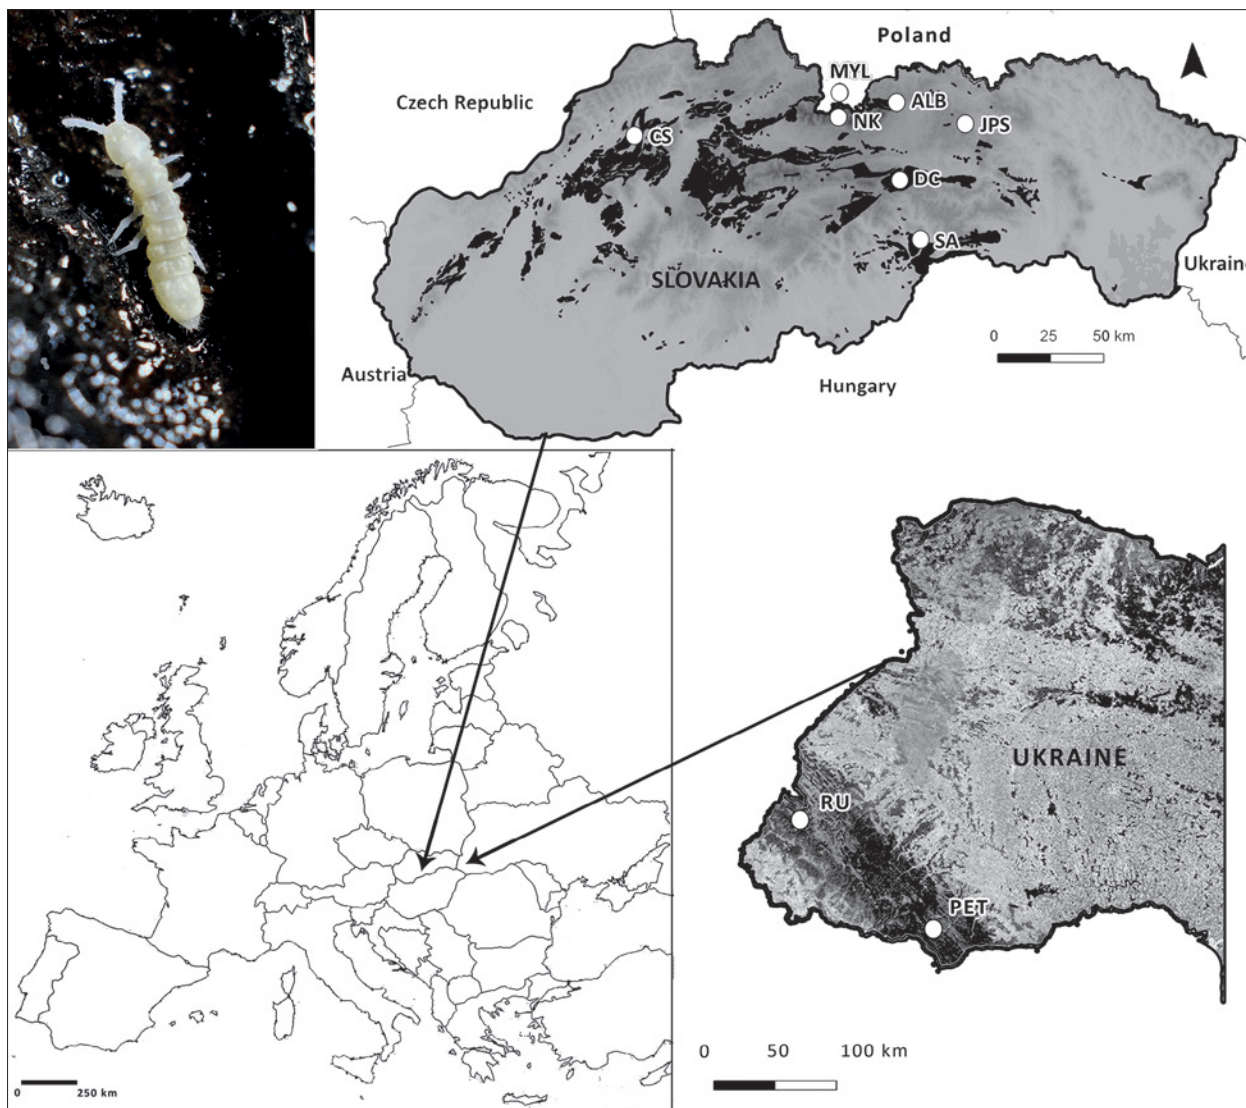 Poland
MYL
Czech Republic
ALB
NK
JPS
CS
DC
SA
SLOVAKIA
Ukraine
0 25 50 km
Austria
Hungary
UKRAINE
RU
PET
0 50 100 km
0 250 km